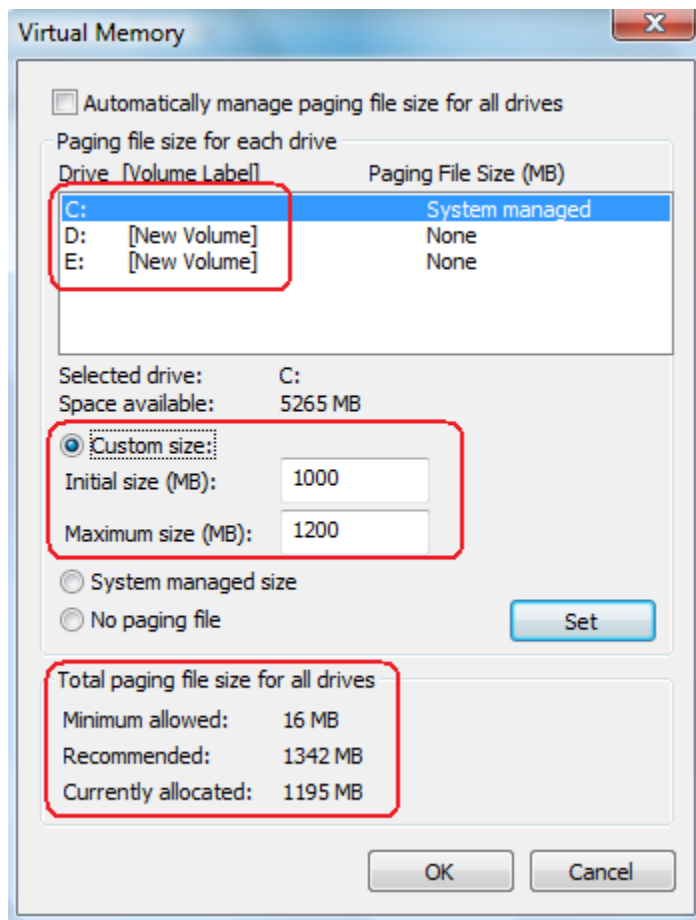 Virtual Memory
Automatically manage paging file size for all drives
Paging file size for each drive
Drive [Volume Label] Paging File Size (MB)
C: System managed
D: [New Volume] None
E: [New Volume] None
Selected drive: C:
Space available: 5265 MB
Custom size:
Initial size (MB): 1000
Maximum size (MB): 1200
System managed size
No paging file
Set
Total paging file size for all drives
Minimum allowed: 16 MB
Recommended: 1342 MB
Currently allocated: 1195 MB
OK Cancel